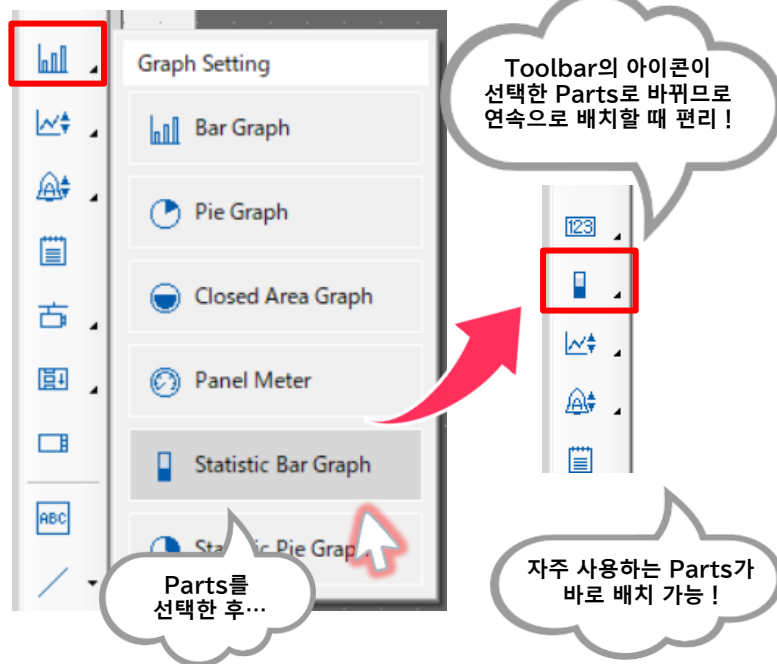 Graph Setting
Bar Graph
Pie Graph
Closed Area Graph
Panel Meter
Statistic Bar Graph
Pie
ABC
Parts를
선택한 후…
Toolbar의 아이콘이
선택한 Parts로 바뀌므로
연속으로 배치할 때 편리 !
123
자주 사용하는 Parts가
바로 배치 가능 !